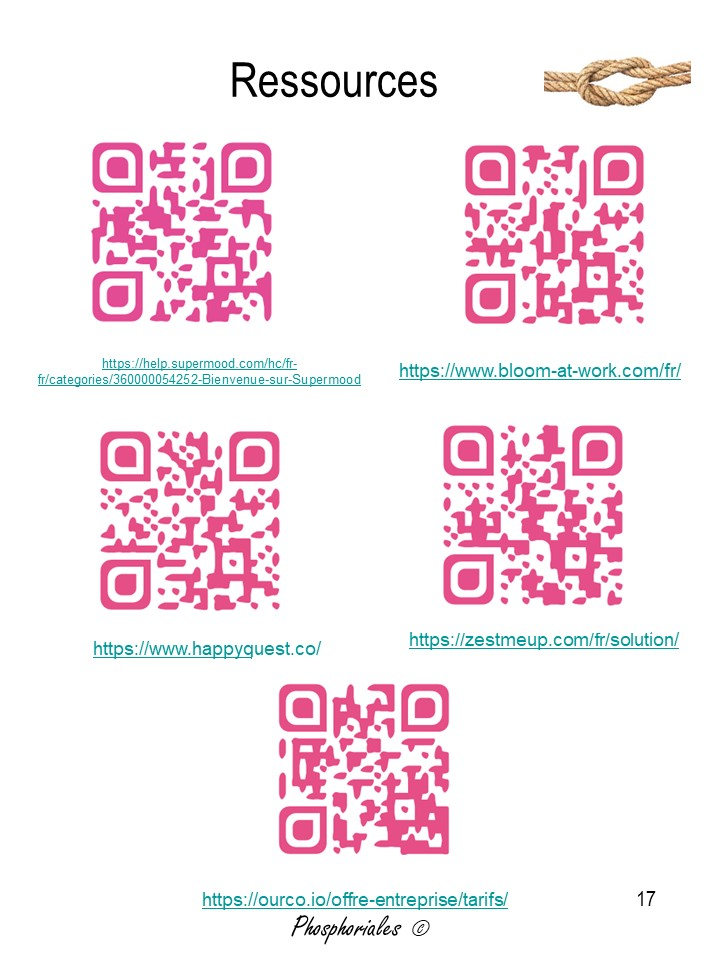 Ressources
https://help.supermood.com/hc/fr-
fr/categories/360000054252-Bienvenue-sur-Supermood
https://www.bloom-at-work.com/fr/
https://www.happyquest.co/
https://zestmeup.com/fr/solution/
https://ourco.io/offre-entreprise/tarifs/
17
Phosphoriales ©